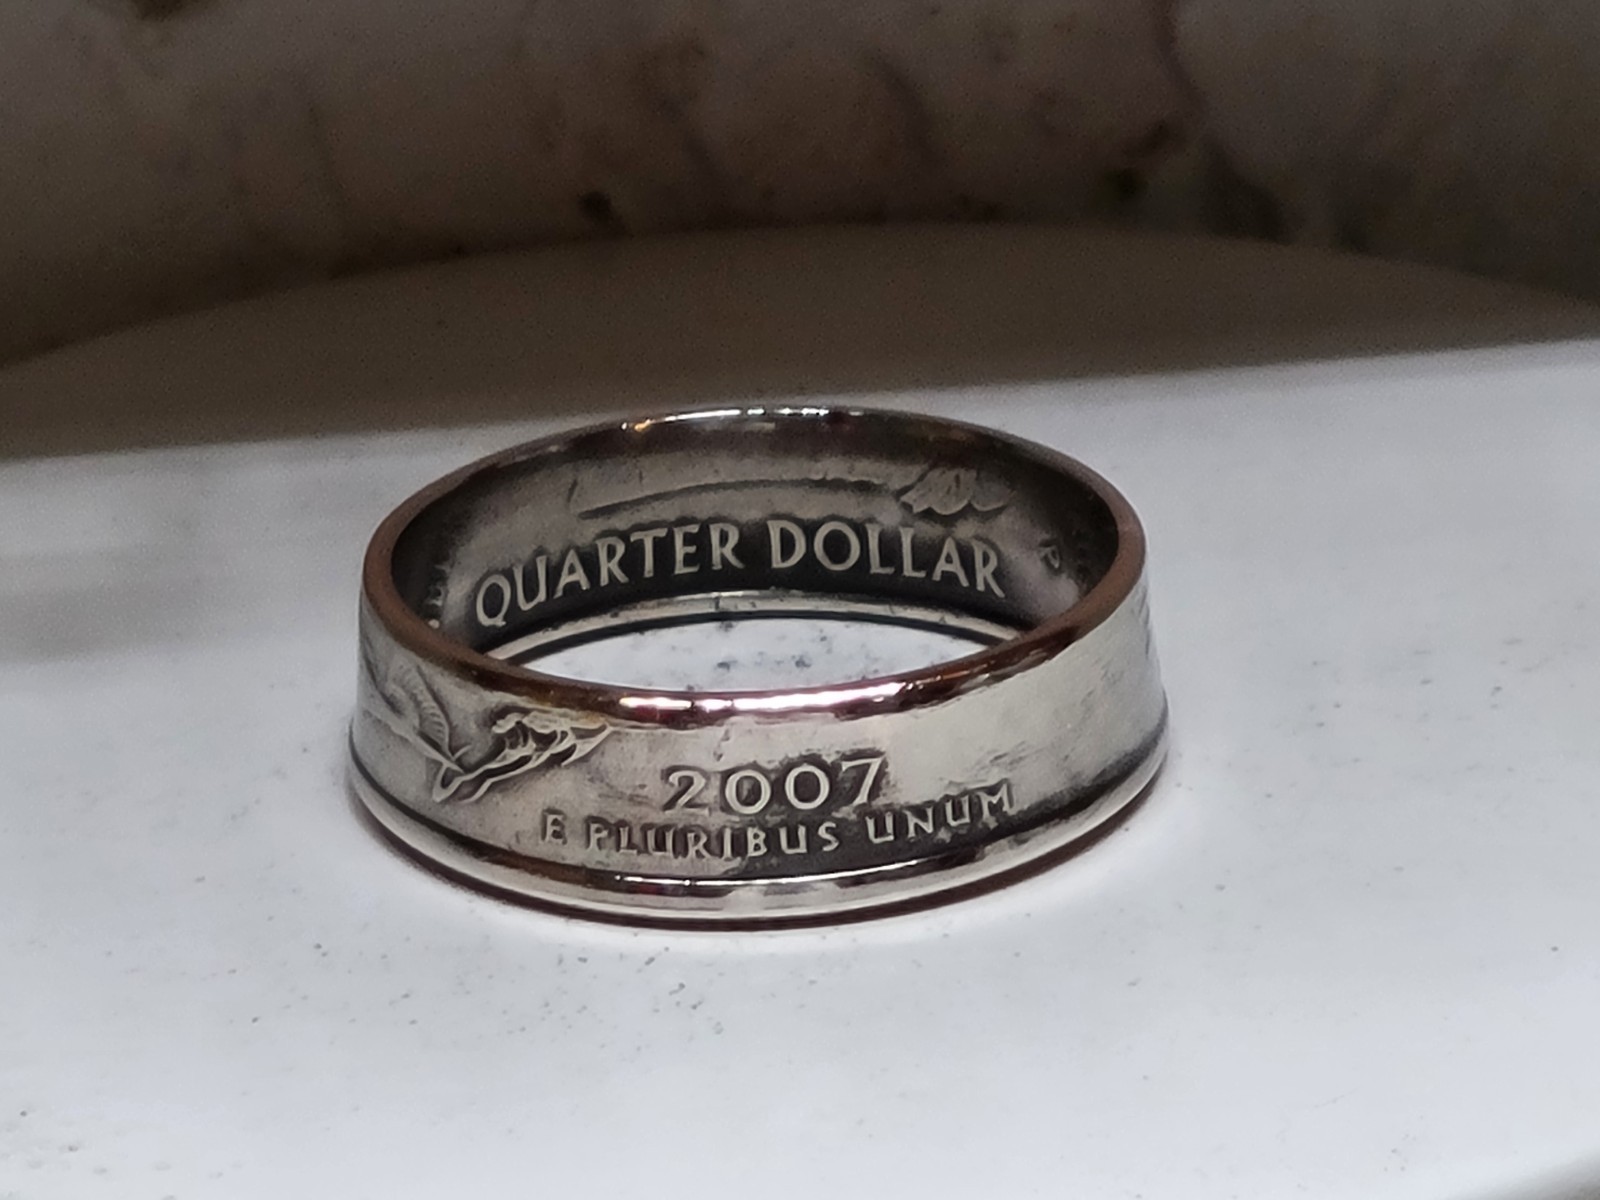 QUARTER DOLLAR
2007
E PLURIBUS UNUM